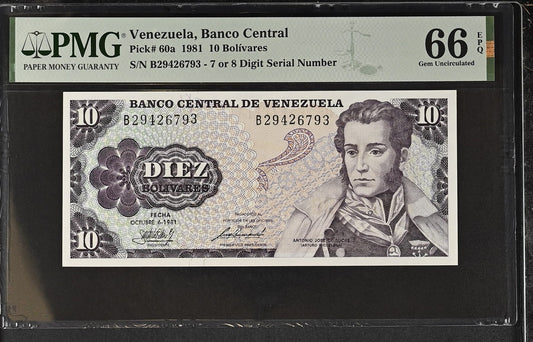 PMG
PAPER MONEY GUARANTY
Venezuela, Banco Central
Pick# 60a 1981 10 Bolívares
S/N B29426793 - 7 or 8 Digit Serial Number
66
EPQ
Gem Uncirculated
10
BANCO CENTRAL DE VENEZUELA
10
B29426793
B29426793
DIEZ
BOLIVARES
FECHA
OCTUBRE 6-1981
10
ANTONIO JOSE DE SUCRE